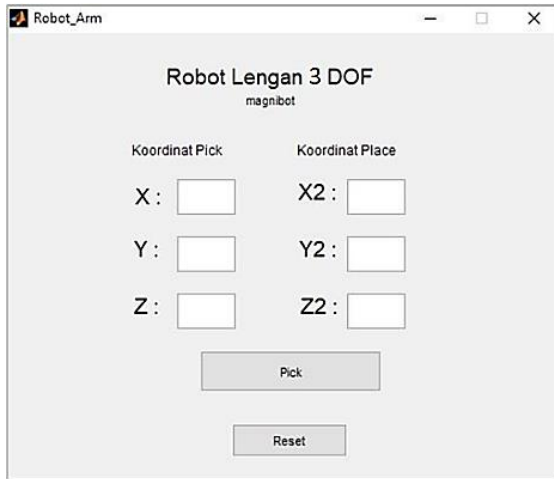 Robot_Arm
Robot Lengan 3 DOF
magnibot
Koordinat Pick Koordinat Place
X : X2 :
Y : Y2 :
Z : Z2 :
Pick
Reset